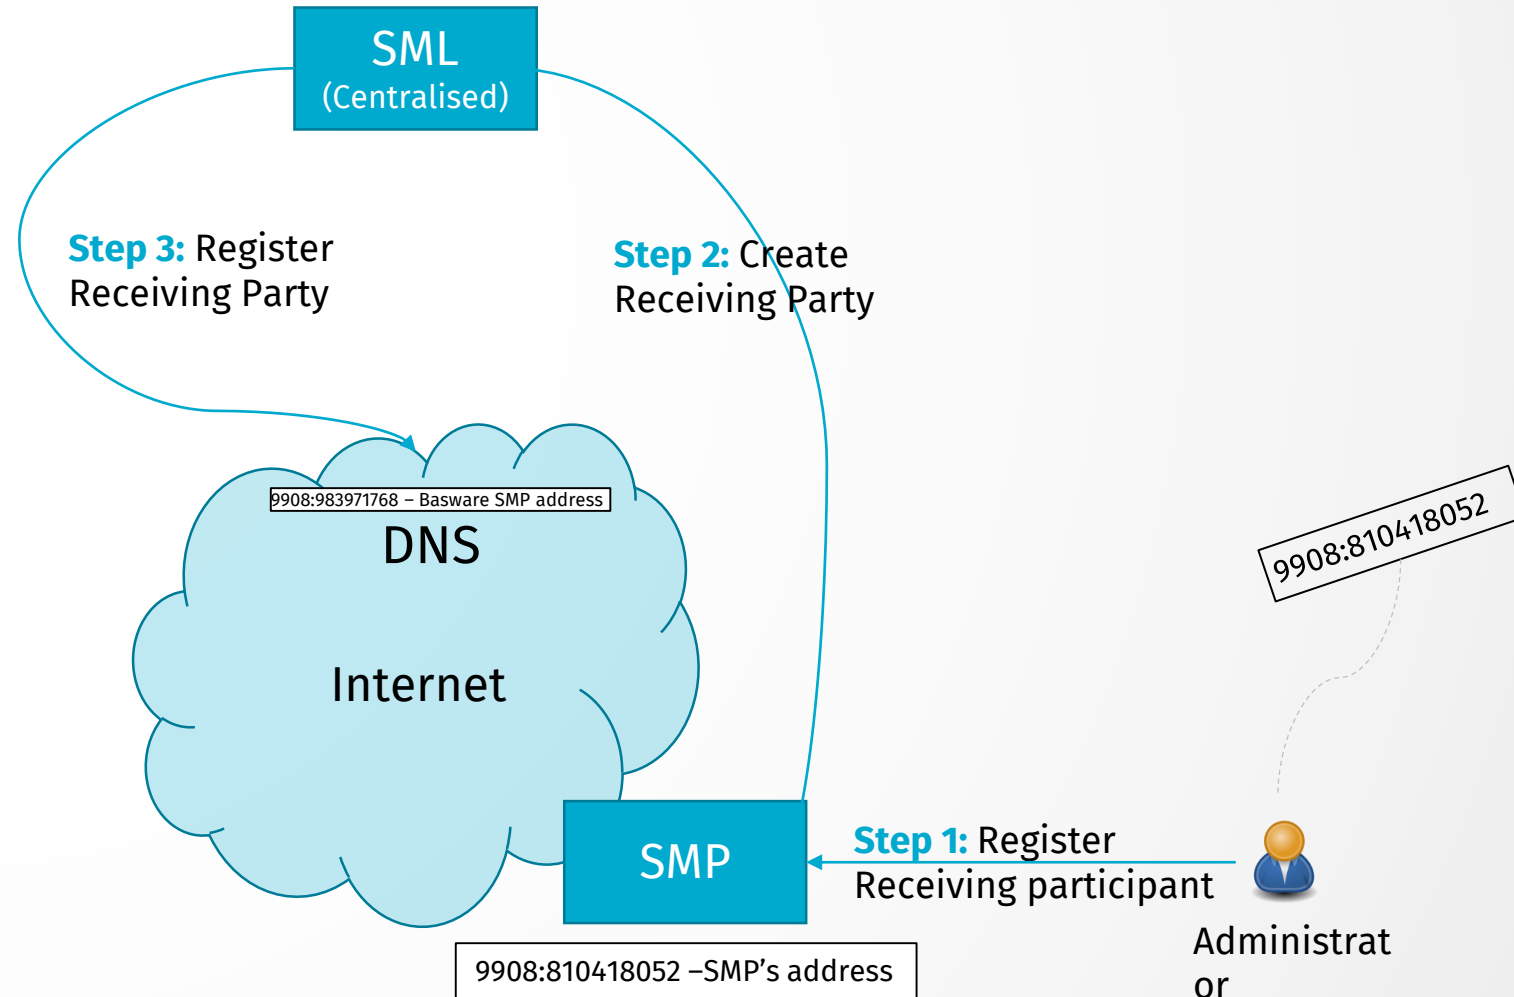 SML
(Centralised)
Step 3: Register
Receiving Party
Step 2: Create
Receiving Party
9908:983971768 – Basware SMP address
DNS
9908:810418052
Internet
SMP
Step 1: Register
Receiving participant
Administrat
or
9908:810418052 –SMP's address